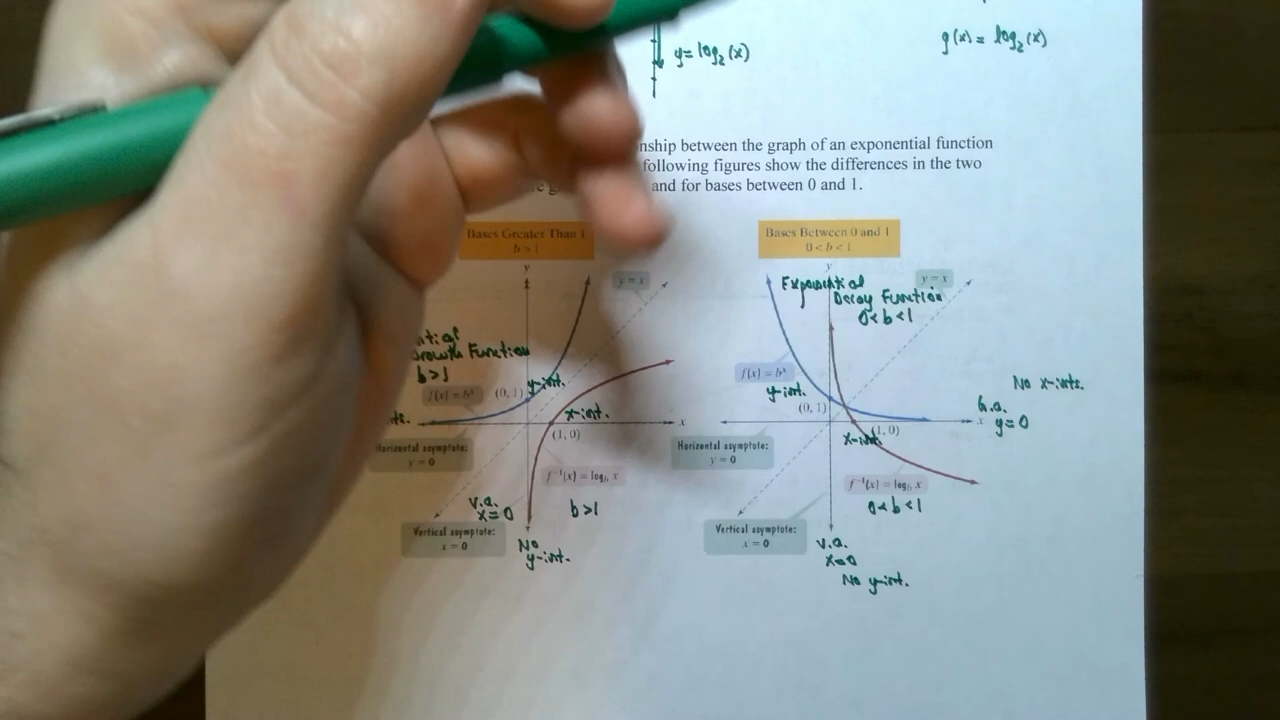 y = log₂(x)
g(x) = log₂(x)
between the graph of an exponential function
following figures show the differences in the two
and for bases between 0 and 1.
Bases Greater Than 1
b > 1
y
y = x
Growth Function
b > 1
f(x) = bˣ
(0, 1)
y-int.
x-int.
x
(1, 0)
Horizontal asymptote:
y = 0
f⁻¹(x) = log_b x
v.a.
x = 0
b > 1
Vertical asymptote:
x = 0
No
y-int.
Bases Between 0 and 1
0 < b < 1
y
y = x
Exponential
Decay Function
0 < b < 1
f(x) = bˣ
y-int.
(0, 1)
No x-ints.
h.a.
y = 0
x
(1, 0)
x-int.
Horizontal asymptote:
y = 0
f⁻¹(x) = log_b x
0 < b < 1
Vertical asymptote:
x = 0
v.a.
x = 0
No y-int.